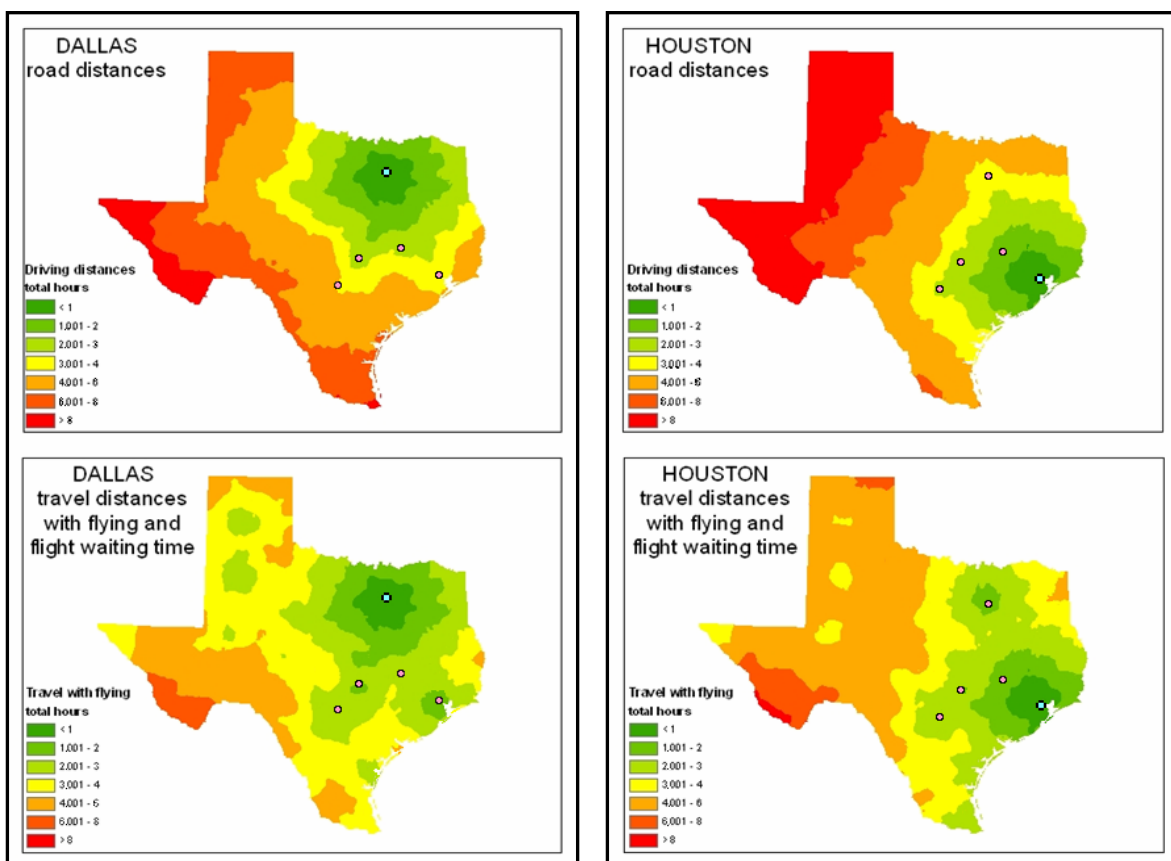 DALLAS
road distances
Driving distances
total hours
< 1
1.001 - 2
2.001 - 3
3.001 - 4
4.001 - 6
6.001 - 8
> 8
HOUSTON
road distances
Driving distances
total hours
< 1
1.001 - 2
2.001 - 3
3.001 - 4
4.001 - 6
6.001 - 8
> 8
DALLAS
travel distances
with flying and
flight waiting time
Travel with flying
total hours
< 1
1.001 - 2
2.001 - 3
3.001 - 4
4.001 - 6
6.001 - 8
> 8
HOUSTON
travel distances
with flying and
flight waiting time
Travel with flying
total hours
< 1
1.001 - 2
2.001 - 3
3.001 - 4
4.001 - 6
6.001 - 8
> 8